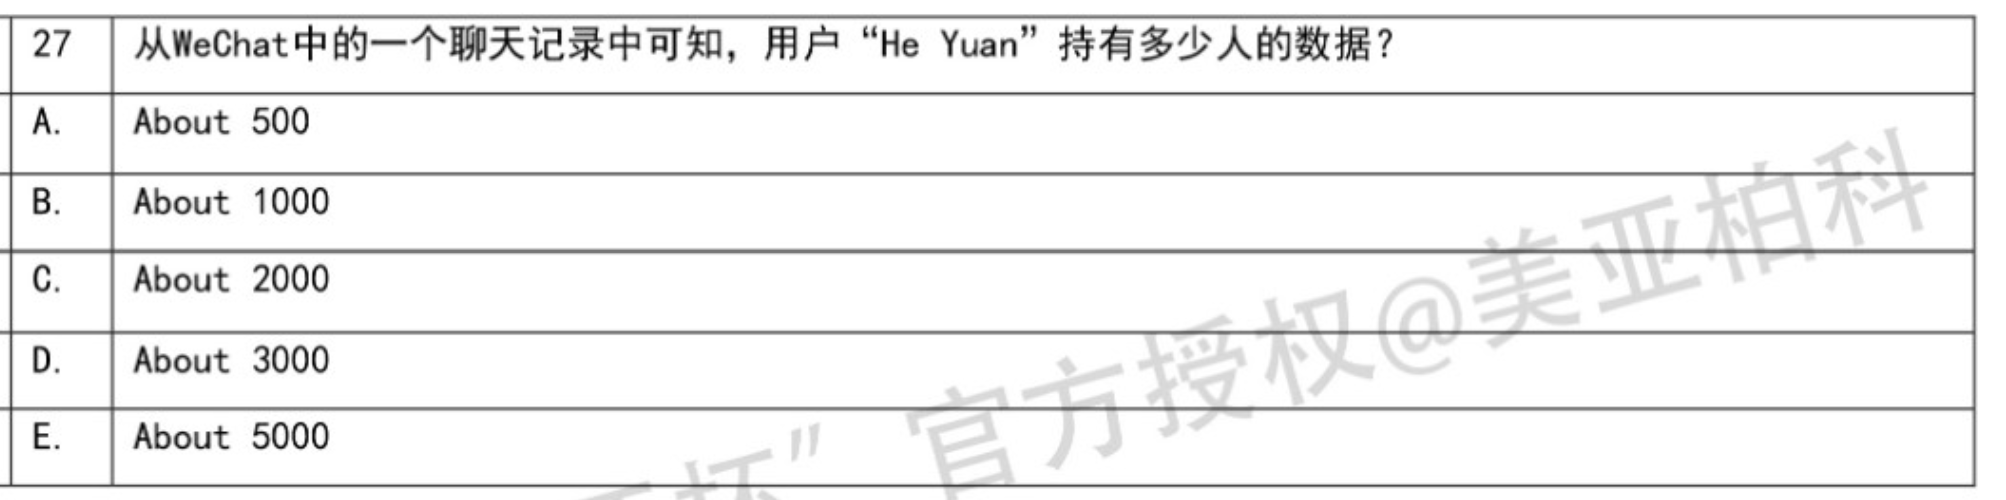 27 从WeChat中的一个聊天记录中可知，用户“He Yuan”持有多少人的数据？
A. About 500
B. About 1000
C. About 2000
D. About 3000
E. About 5000
杯”官方授权@美亚柏科